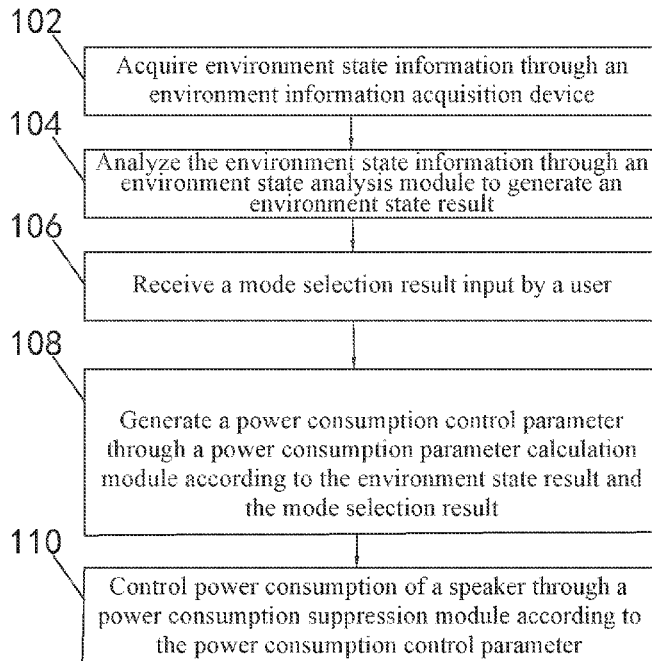 102
Acquire environment state information through an
environment information acquisition device
104
Analyze the environment state information through an
environment state analysis module to generate an
environment state result
106
Receive a mode selection result input by a user
108
Generate a power consumption control parameter
through a power consumption parameter calculation
module according to the environment state result and
the mode selection result
110
Control power consumption of a speaker through a
power consumption suppression module according to
the power consumption control parameter